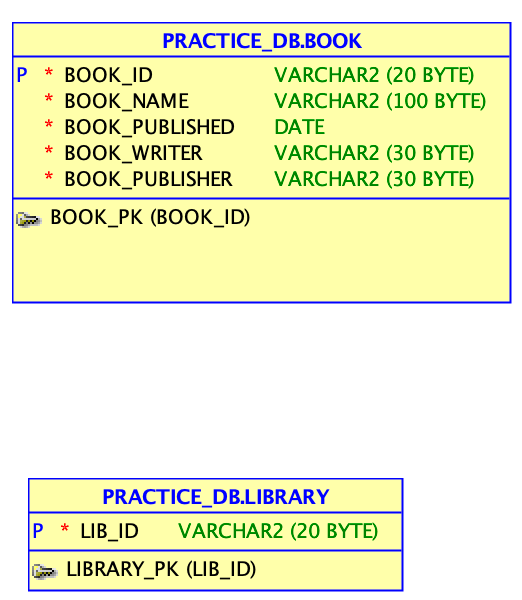 PRACTICE_DB.BOOK
P * BOOK_ID VARCHAR2 (20 BYTE)
* BOOK_NAME VARCHAR2 (100 BYTE)
* BOOK_PUBLISHED DATE
* BOOK_WRITER VARCHAR2 (30 BYTE)
* BOOK_PUBLISHER VARCHAR2 (30 BYTE)
BOOK_PK (BOOK_ID)
PRACTICE_DB.LIBRARY
P * LIB_ID VARCHAR2 (20 BYTE)
LIBRARY_PK (LIB_ID)